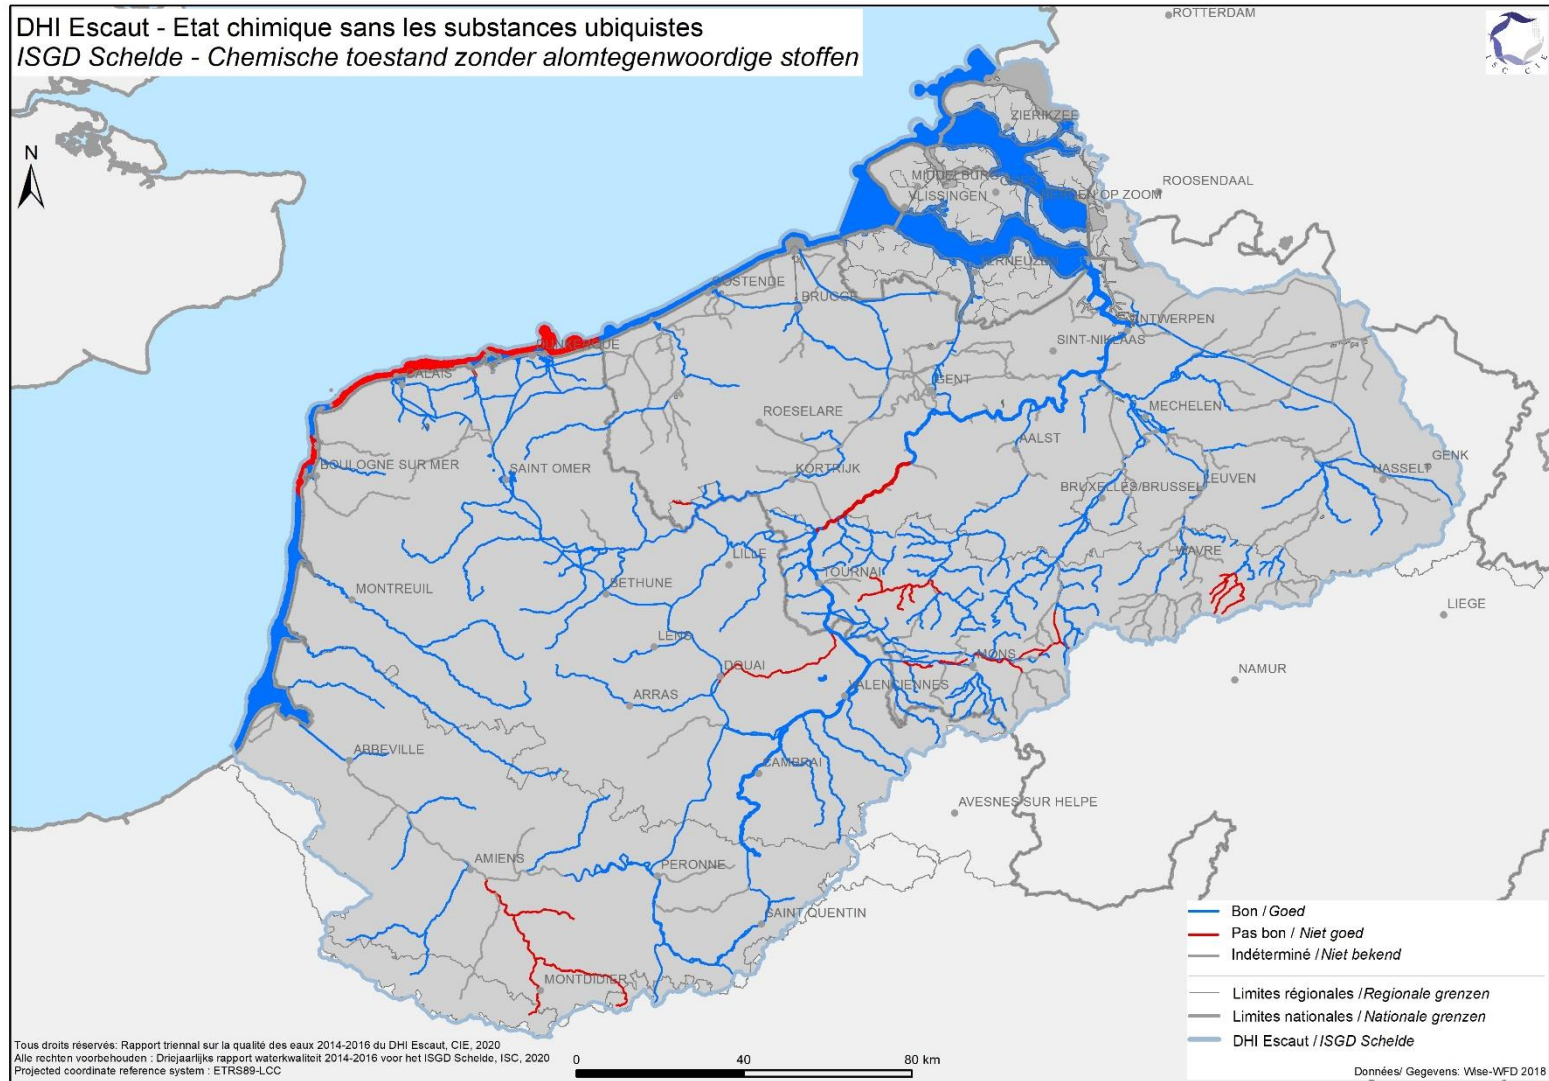 DHI Escaut - Etat chimique sans les substances ubiquistes
ISGD Schelde - Chemische toestand zonder alomtegenwoordige stoffen
ISC CIE
N
ROTTERDAM
ZIERIKZEE
MIDDELBURG
ROOSENDAAL
VLISSINGEN
OP ZOOM
TERNEUZEN
OOSTENDE
BRUGGE
ANTWERPEN
SINT-NIKLAAS
DUNKERQUE
CALAIS
GENT
MECHELEN
ROESELARE
AALST
BOULOGNE SUR MER
SAINT OMER
KORTRIJK
GENK
HASSELT
LEUVEN
BRUXELLES/BRUSSEL
LILLE
WAVRE
TOURNAI
MONTREUIL
BETHUNE
LIEGE
LENS
MONS
DOUAI
NAMUR
VALENCIENNES
ARRAS
ABBEVILLE
CAMBRAI
AVESNES SUR HELPE
AMIENS
PERONNE
SAINT QUENTIN
MONTDIDIER
Bon / Goed
Pas bon / Niet goed
Indéterminé / Niet bekend
Limites régionales / Regionale grenzen
Limites nationales / Nationale grenzen
DHI Escaut / ISGD Schelde
Tous droits réservés: Rapport triennal sur la qualité des eaux 2014-2016 du DHI Escaut, CIE, 2020
Alle rechten voorbehouden : Driejaarlijks rapport waterkwaliteit 2014-2016 voor het ISGD Schelde, ISC, 2020
Projected coordinate reference system : ETRS89-LCC
0 40 80 km
Données/ Gegevens: Wise-WFD 2018